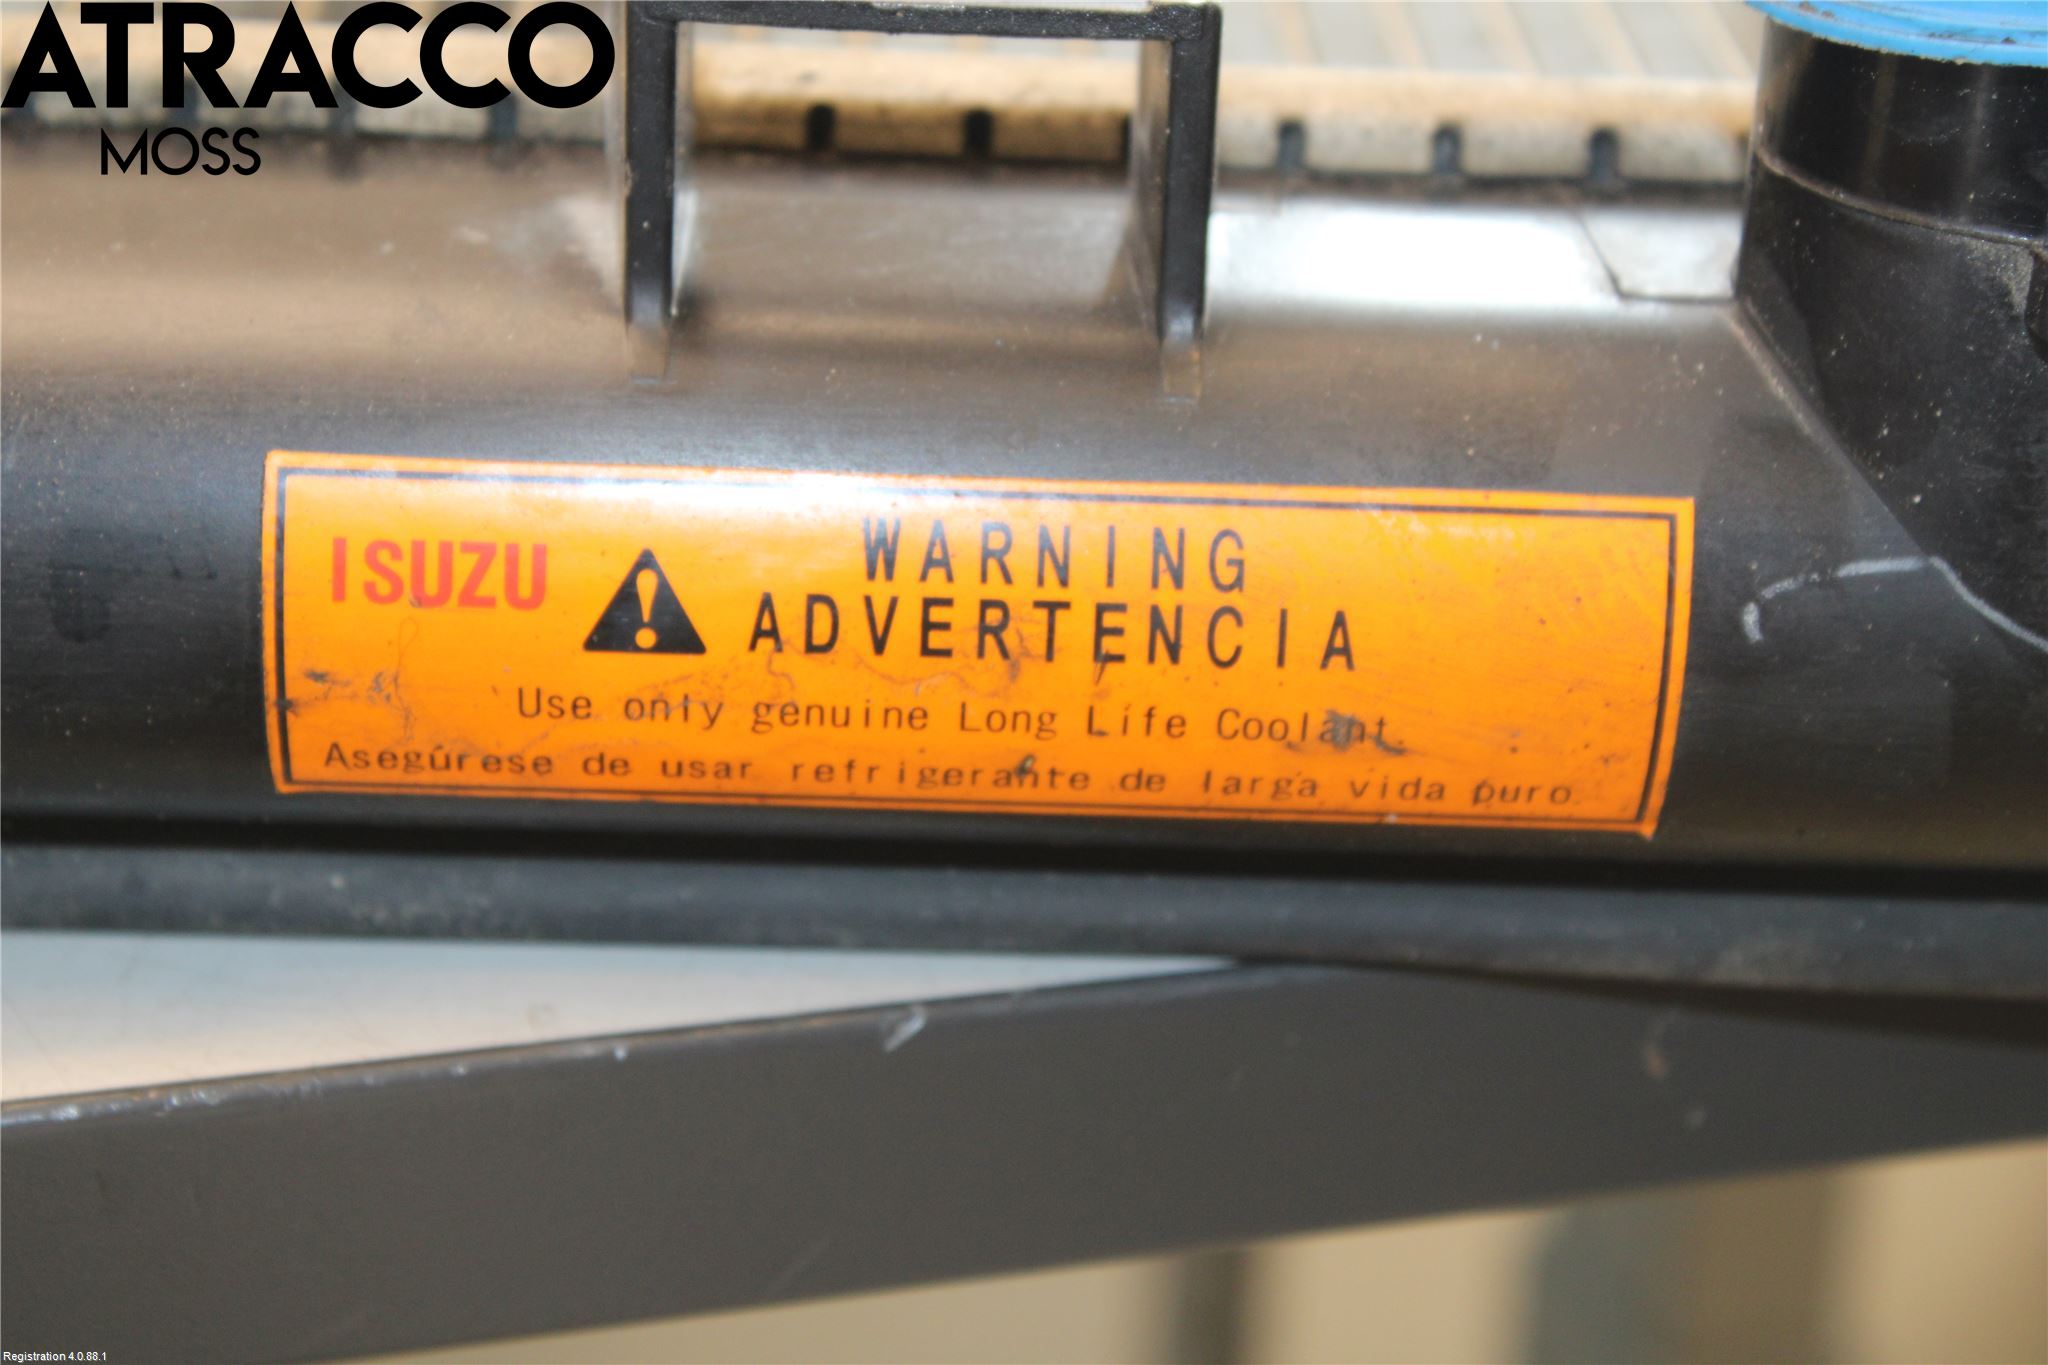 ATRACCO
MOSS
ISUZU
WARNING
ADVERTENCIA
Use only genuine Long Life Coolant.
Asegúrese de usar refrigerante de larga vida puro.
Registration 4.0.88.1